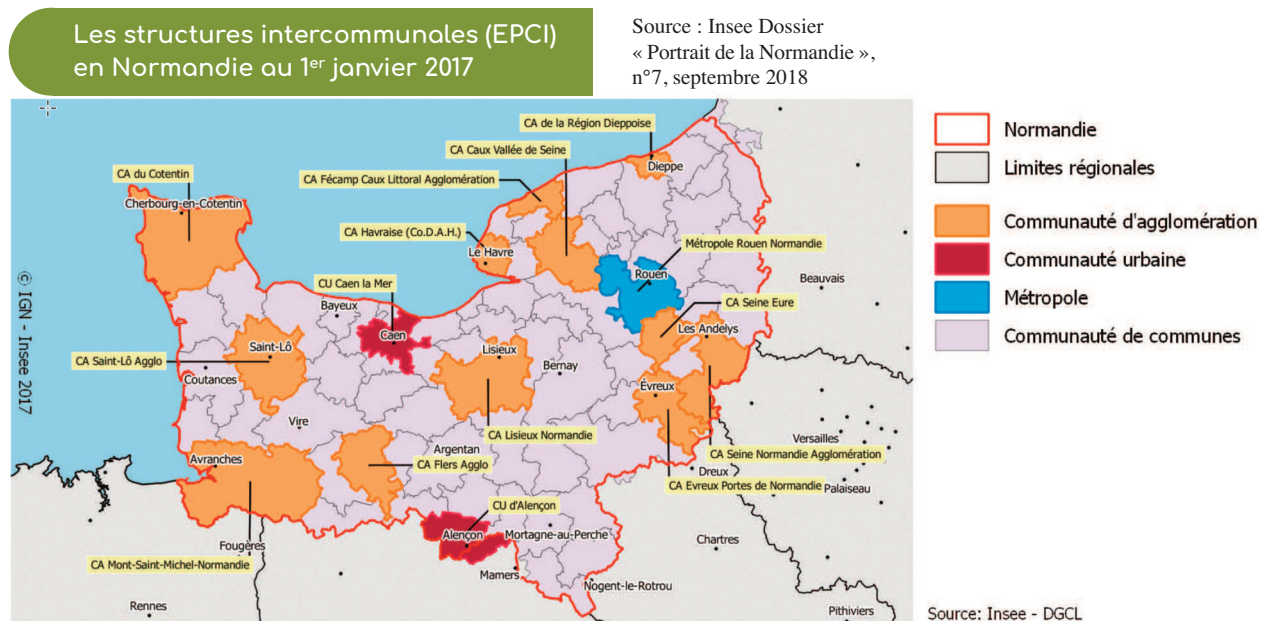 Les structures intercommunales (EPCI)
en Normandie au 1er janvier 2017
Source : Insee Dossier
« Portrait de la Normandie »,
n°7, septembre 2018
CA de la Région Dieppoise
CA Caux Vallée de Seine
Dieppe
CA du Cotentin
CA Fécamp Caux Littoral Agglomération
Cherbourg-en-Cotentin
CA Havraise (Co.D.A.H.)
Métropole Rouen Normandie
Le Havre
Rouen
Beauvais
CU Caen la Mer
CA Seine Eure
Bayeux
Les Andelys
Caen
Saint-Lô
Lisieux
CA Saint-Lô Agglo
Bernay
Coutances
Évreux
Vire
CA Lisieux Normandie
Versailles
Argentan
CA Seine Normandie Agglomération
Avranches
CA Flers Agglo
Dreux
CA Evreux Portes de Normandie
Palaiseau
CU d'Alençon
Alençon
Mortagne-au-Perche
Chartres
Fougères
CA Mont-Saint-Michel-Normandie
Mamers
Nogent-le-Rotrou
Rennes
Pithiviers
© IGN - Insee 2017
Normandie
Limites régionales
Communauté d'agglomération
Communauté urbaine
Métropole
Communauté de communes
Source: Insee - DGCL